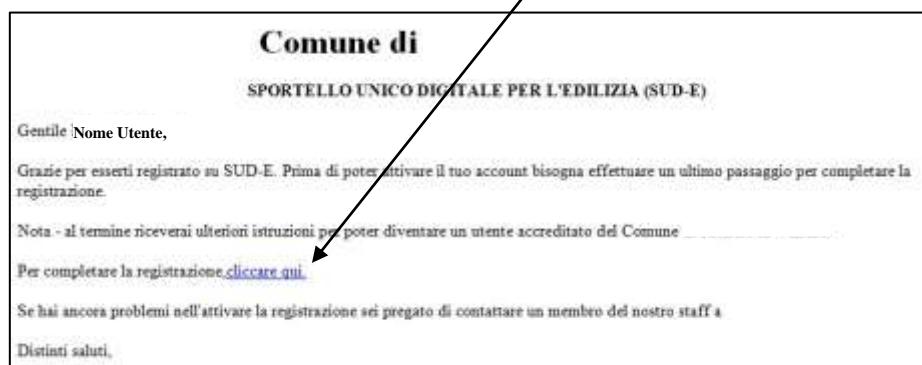 Comune di
SPORTELLO UNICO DIGITALE PER L'EDILIZIA (SUD-E)
Gentile Nome Utente,
Grazie per esserti registrato su SUD-E. Prima di poter attivare il tuo account bisogna effettuare un ultimo passaggio per completare la
registrazione.
Nota - al termine riceverai ulteriori istruzioni per poter diventare un utente accreditato del Comune
Per completare la registrazione,cliccare qui.
Se hai ancora problemi nell'attivare la registrazione sei pregato di contattare un membro del nostro staff a
Distinti saluti,